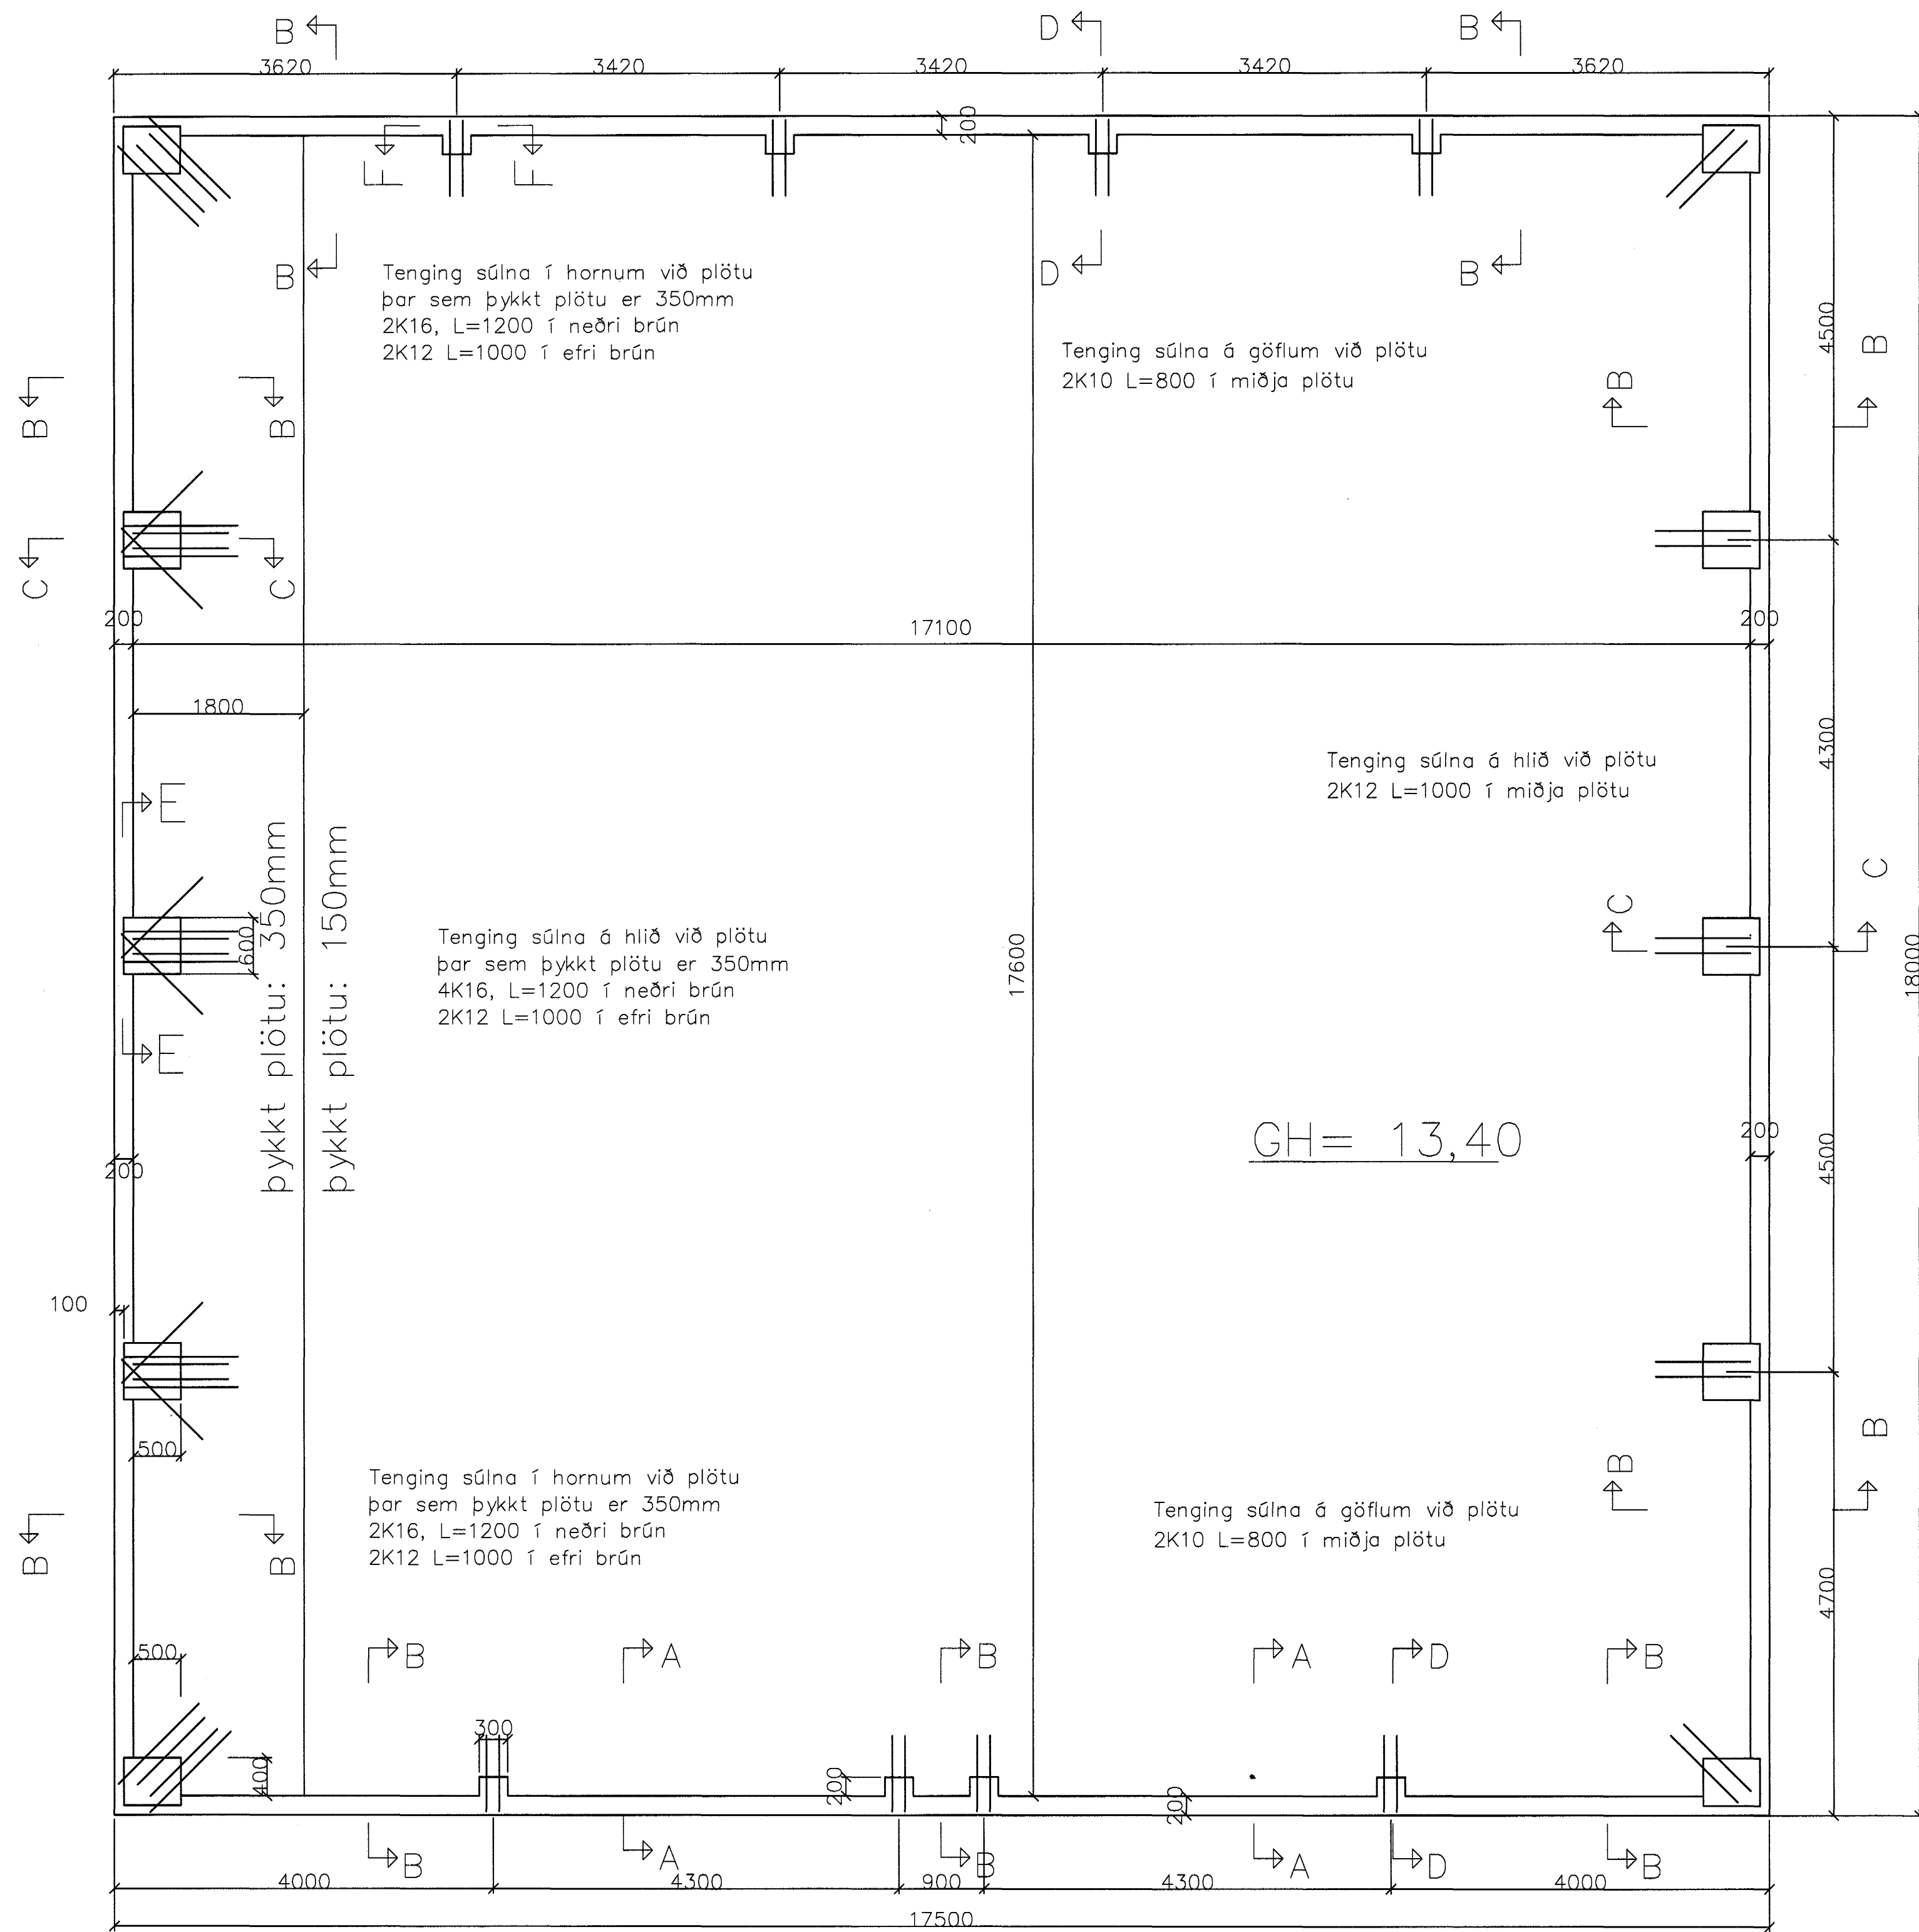 B D B
3620 3420 3420 3420 3620
200
F F
B D B
Tenging súlna í hornum við plötu
þar sem þykkt plötu er 350mm
2K16, L=1200 í neðri brún
2K12 L=1000 í efri brún
Tenging súlna á göflum við plötu
2K10 L=800 í miðja plötu
4500
B
B
B B
C C
200 17100 200
1800
4300
Tenging súlna á hlið við plötu
2K12 L=1000 í miðja plötu
E
E
600
þykkt plötu: 350mm
þykkt plötu: 150mm
Tenging súlna á hlið við plötu
þar sem þykkt plötu er 350mm
4K16, L=1200 í neðri brún
2K12 L=1000 í efri brún
17600
C C
18000
GH= 13,40
200
200
4500
100
500
Tenging súlna í hornum við plötu
þar sem þykkt plötu er 350mm
2K16, L=1200 í neðri brún
2K12 L=1000 í efri brún
Tenging súlna á göflum við plötu
2K10 L=800 í miðja plötu
B B
B B
4700
500
B A B A D B
300
400
200
200
B A B A D B
4000 4300 900 4300 4000
17500